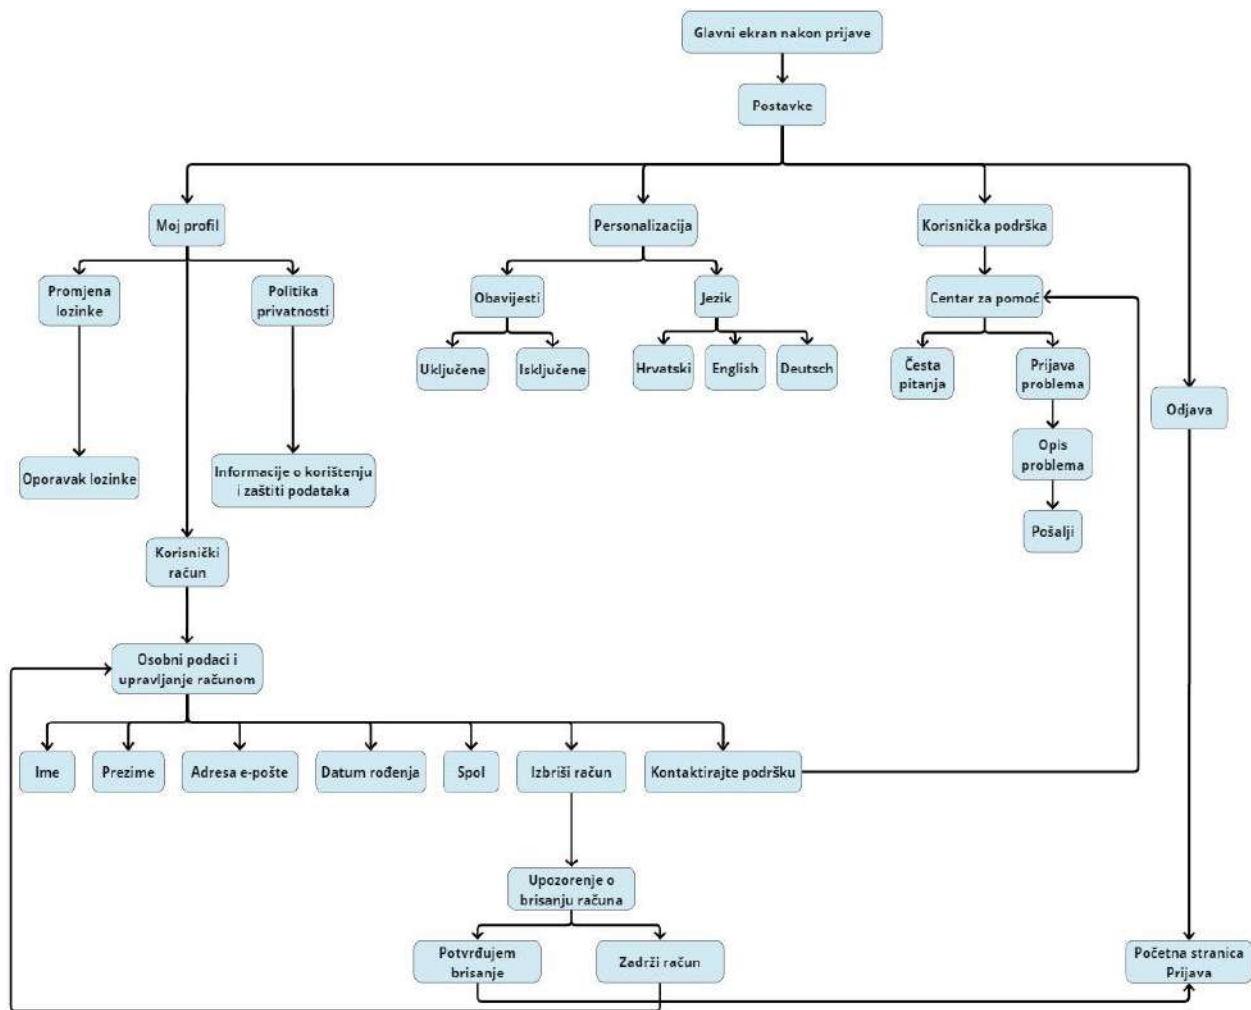 Glavni ekran nakon prijave
Postavke
Moj profil
Personalizacija
Korisnička podrška
Promjena
lozinke
Politika
privatnosti
Obavijesti
Jezik
Centar za pomoć
Uključene
Isključene
Hrvatski
English
Deutsch
Česta
pitanja
Prijava
problema
Odjava
Opis
problema
Oporavak lozinke
Informacije o korištenju
i zaštiti podataka
Pošalji
Korisnički
račun
Osobni podaci i
upravljanje računom
Ime
Prezime
Adresa e-pošte
Datum rođenja
Spol
Izbriši račun
Kontaktirajte podršku
Upozorenje o
brisanju računa
Potvrđujem
brisanje
Zadrži račun
Početna stranica
Prijava